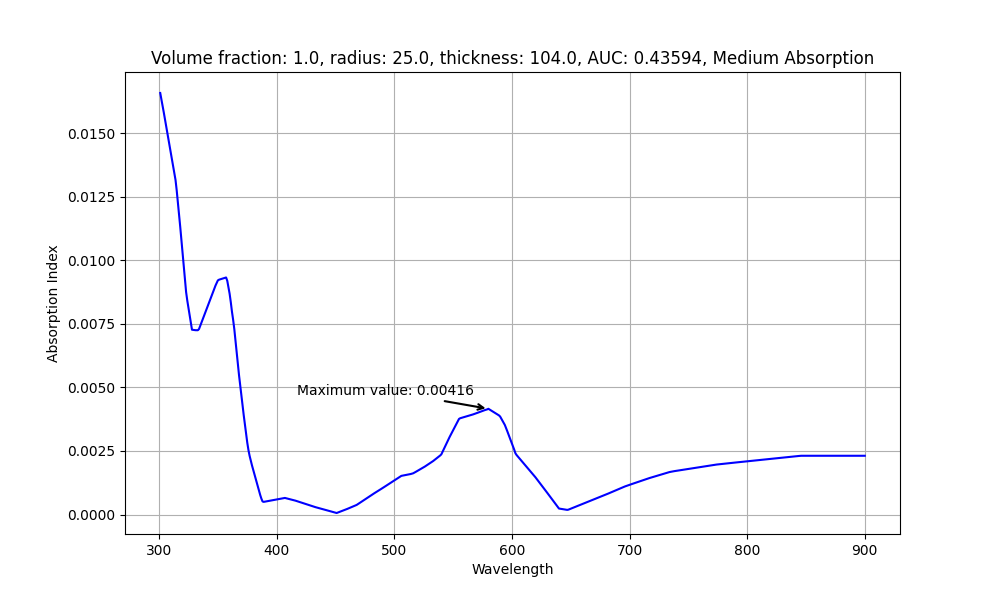 Volume fraction: 1.0, radius: 25.0, thickness: 104.0, AUC: 0.43594, Medium Absorption
0.0150
0.0125
0.0100
0.0075
0.0050
0.0025
0.0000
Absorption Index
Maximum value: 0.00416
300 400 500 600 700 800 900
Wavelength